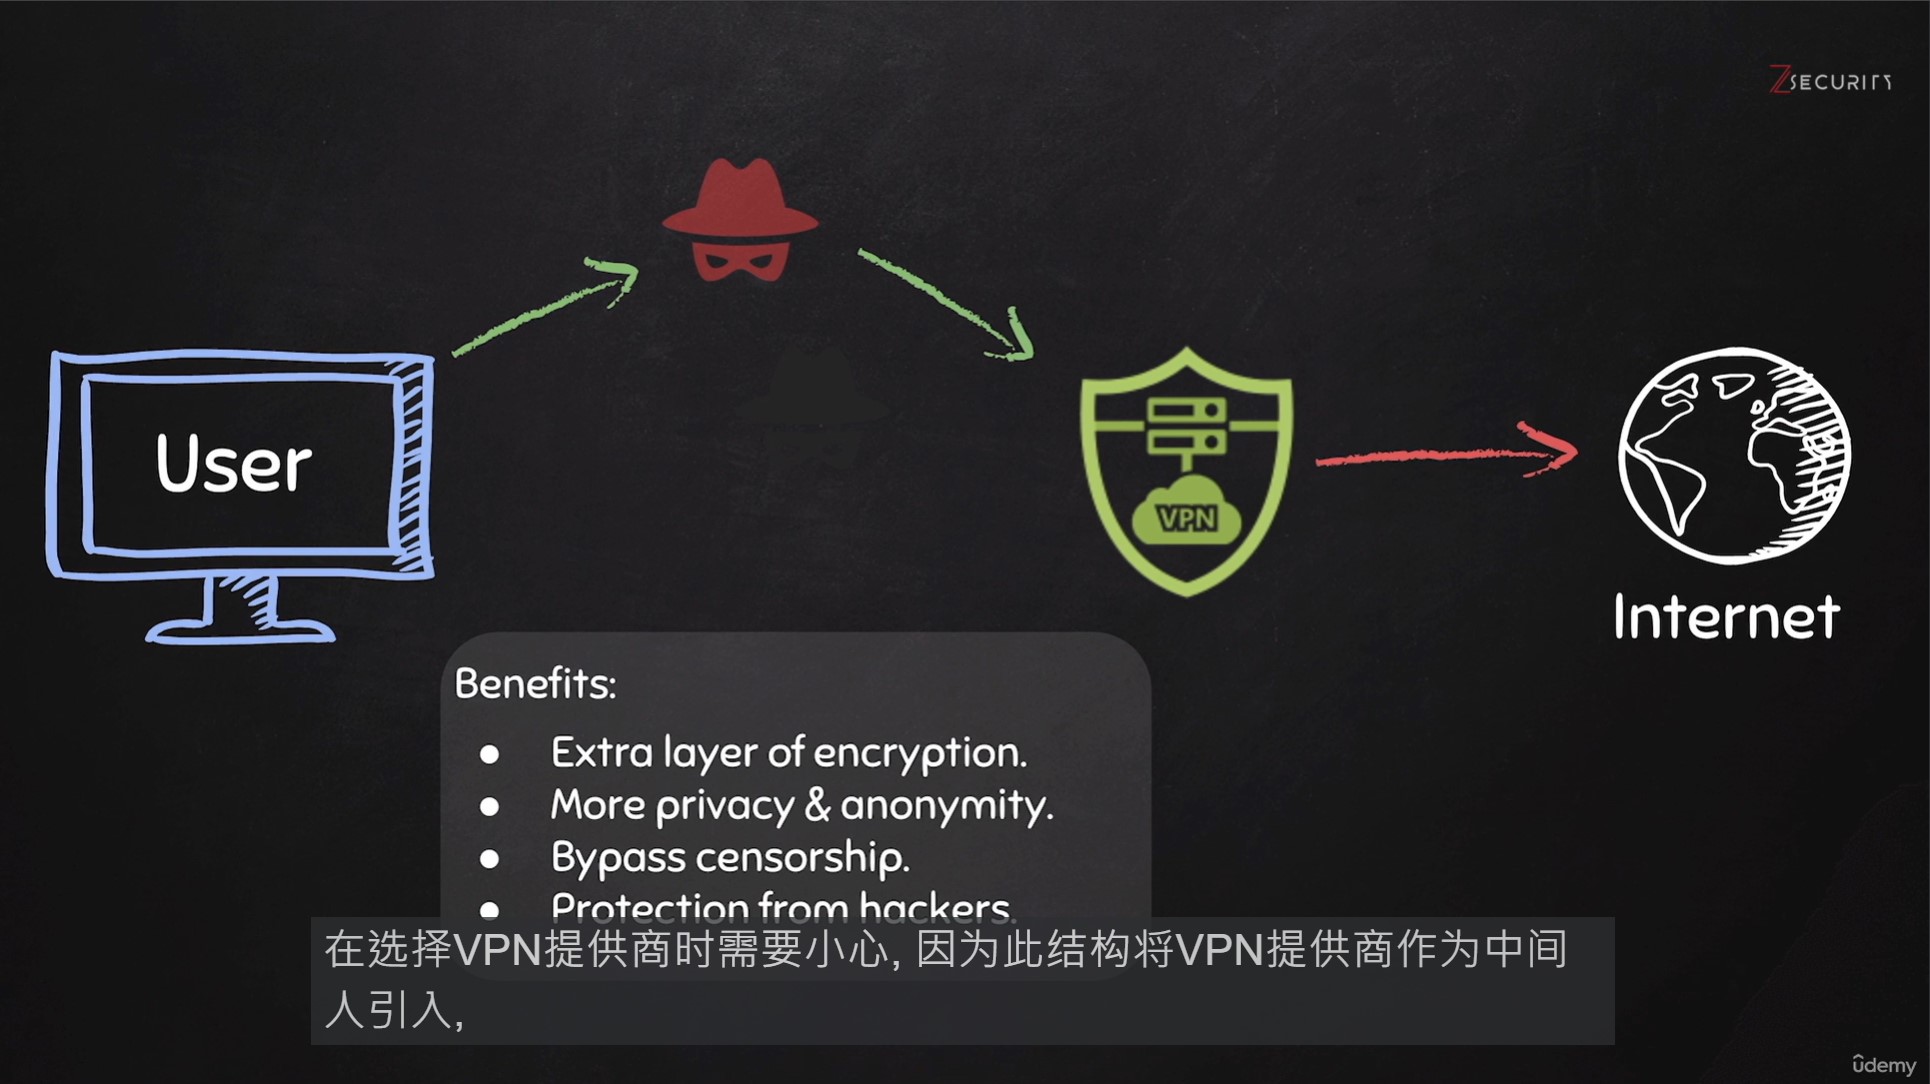 ZSECURITY
User
VPN
Internet
Benefits:
● Extra layer of encryption.
● More privacy & anonymity.
● Bypass censorship.
● Protection from hackers.
在选择VPN提供商时需要小心, 因为此结构将VPN提供商作为中间
人引入,
ûdemy